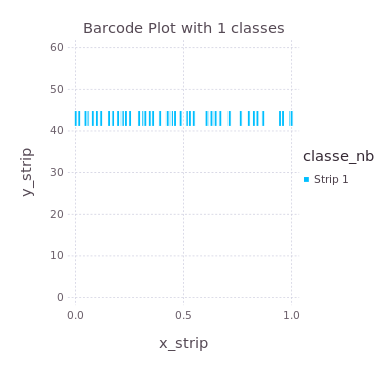 Barcode Plot with 1 classes
60
50
40
30
20
10
0
y_strip
0.0
0.5
1.0
x_strip
classe_nb
Strip 1